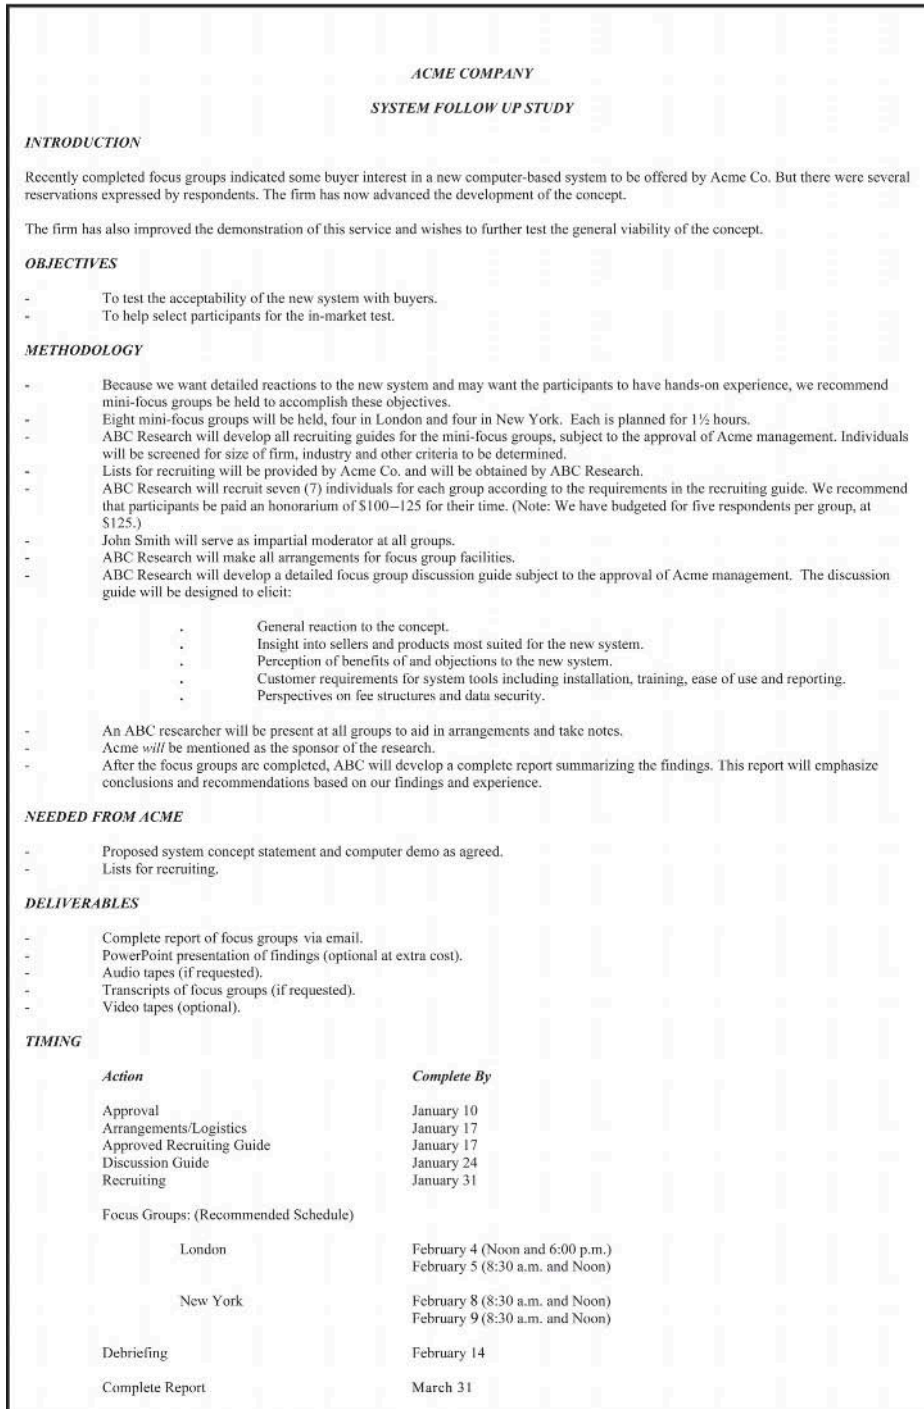 ACME COMPANY
SYSTEM FOLLOW UP STUDY
INTRODUCTION
Recently completed focus groups indicated some buyer interest in a new computer-based system to be offered by Acme Co. But there were several
reservations expressed by respondents. The firm has now advanced the development of the concept.
The firm has also improved the demonstration of this service and wishes to further test the general viability of the concept.
OBJECTIVES
- To test the acceptability of the new system with buyers.
- To help select participants for the in-market test.
METHODOLOGY
- Because we want detailed reactions to the new system and may want the participants to have hands-on experience, we recommend
mini-focus groups be held to accomplish these objectives.
- Eight mini-focus groups will be held, four in London and four in New York. Each is planned for 1½ hours.
- ABC Research will develop all recruiting guides for the mini-focus groups, subject to the approval of Acme management. Individuals
will be screened for size of firm, industry and other criteria to be determined.
- Lists for recruiting will be provided by Acme Co. and will be obtained by ABC Research.
- ABC Research will recruit seven (7) individuals for each group according to the requirements in the recruiting guide. We recommend
that participants be paid an honorarium of $100–125 for their time. (Note: We have budgeted for five respondents per group, at
$125.)
- John Smith will serve as impartial moderator at all groups.
- ABC Research will make all arrangements for focus group facilities.
- ABC Research will develop a detailed focus group discussion guide subject to the approval of Acme management. The discussion
guide will be designed to elicit:
. General reaction to the concept.
. Insight into sellers and products most suited for the new system.
. Perception of benefits of and objections to the new system.
. Customer requirements for system tools including installation, training, ease of use and reporting.
. Perspectives on fee structures and data security.
- An ABC researcher will be present at all groups to aid in arrangements and take notes.
- Acme will be mentioned as the sponsor of the research.
- After the focus groups are completed, ABC will develop a complete report summarizing the findings. This report will emphasize
conclusions and recommendations based on our findings and experience.
NEEDED FROM ACME
- Proposed system concept statement and computer demo as agreed.
- Lists for recruiting.
DELIVERABLES
- Complete report of focus groups via email.
- PowerPoint presentation of findings (optional at extra cost).
- Audio tapes (if requested).
- Transcripts of focus groups (if requested).
- Video tapes (optional).
TIMING
Action Complete By
Approval January 10
Arrangements/Logistics January 17
Approved Recruiting Guide January 17
Discussion Guide January 24
Recruiting January 31
Focus Groups: (Recommended Schedule)
London February 4 (Noon and 6:00 p.m.)
February 5 (8:30 a.m. and Noon)
New York February 8 (8:30 a.m. and Noon)
February 9 (8:30 a.m. and Noon)
Debriefing February 14
Complete Report March 31